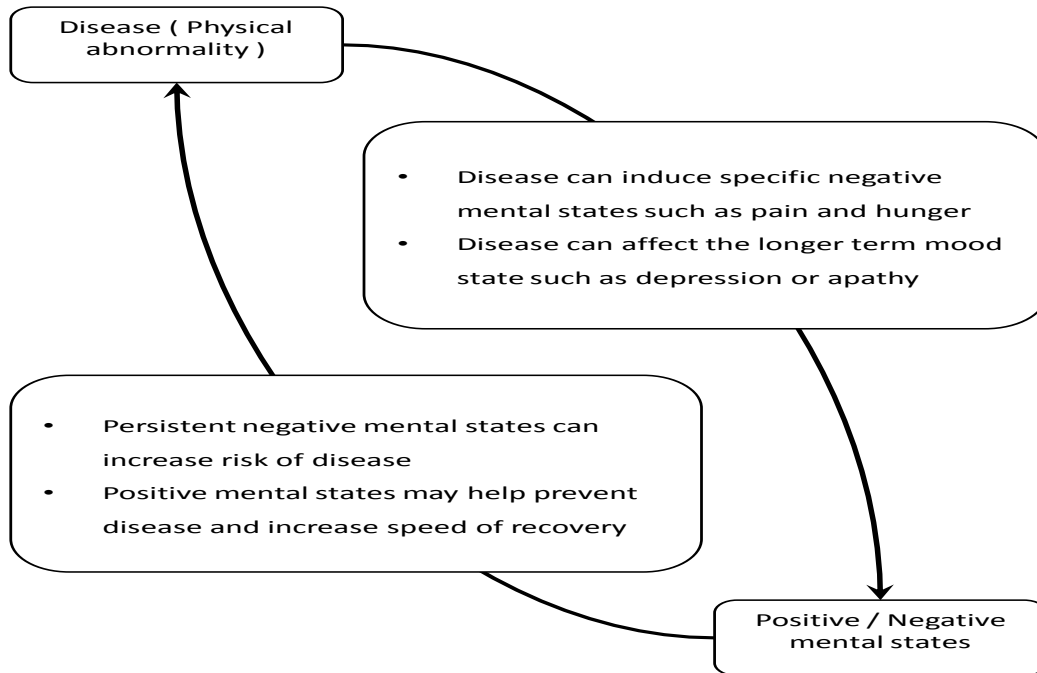 Disease ( Physical
abnormality )
• Disease can induce specific negative
mental states such as pain and hunger
• Disease can affect the longer term mood
state such as depression or apathy
• Persistent negative mental states can
increase risk of disease
• Positive mental states may help prevent
disease and increase speed of recovery
Positive / Negative
mental states